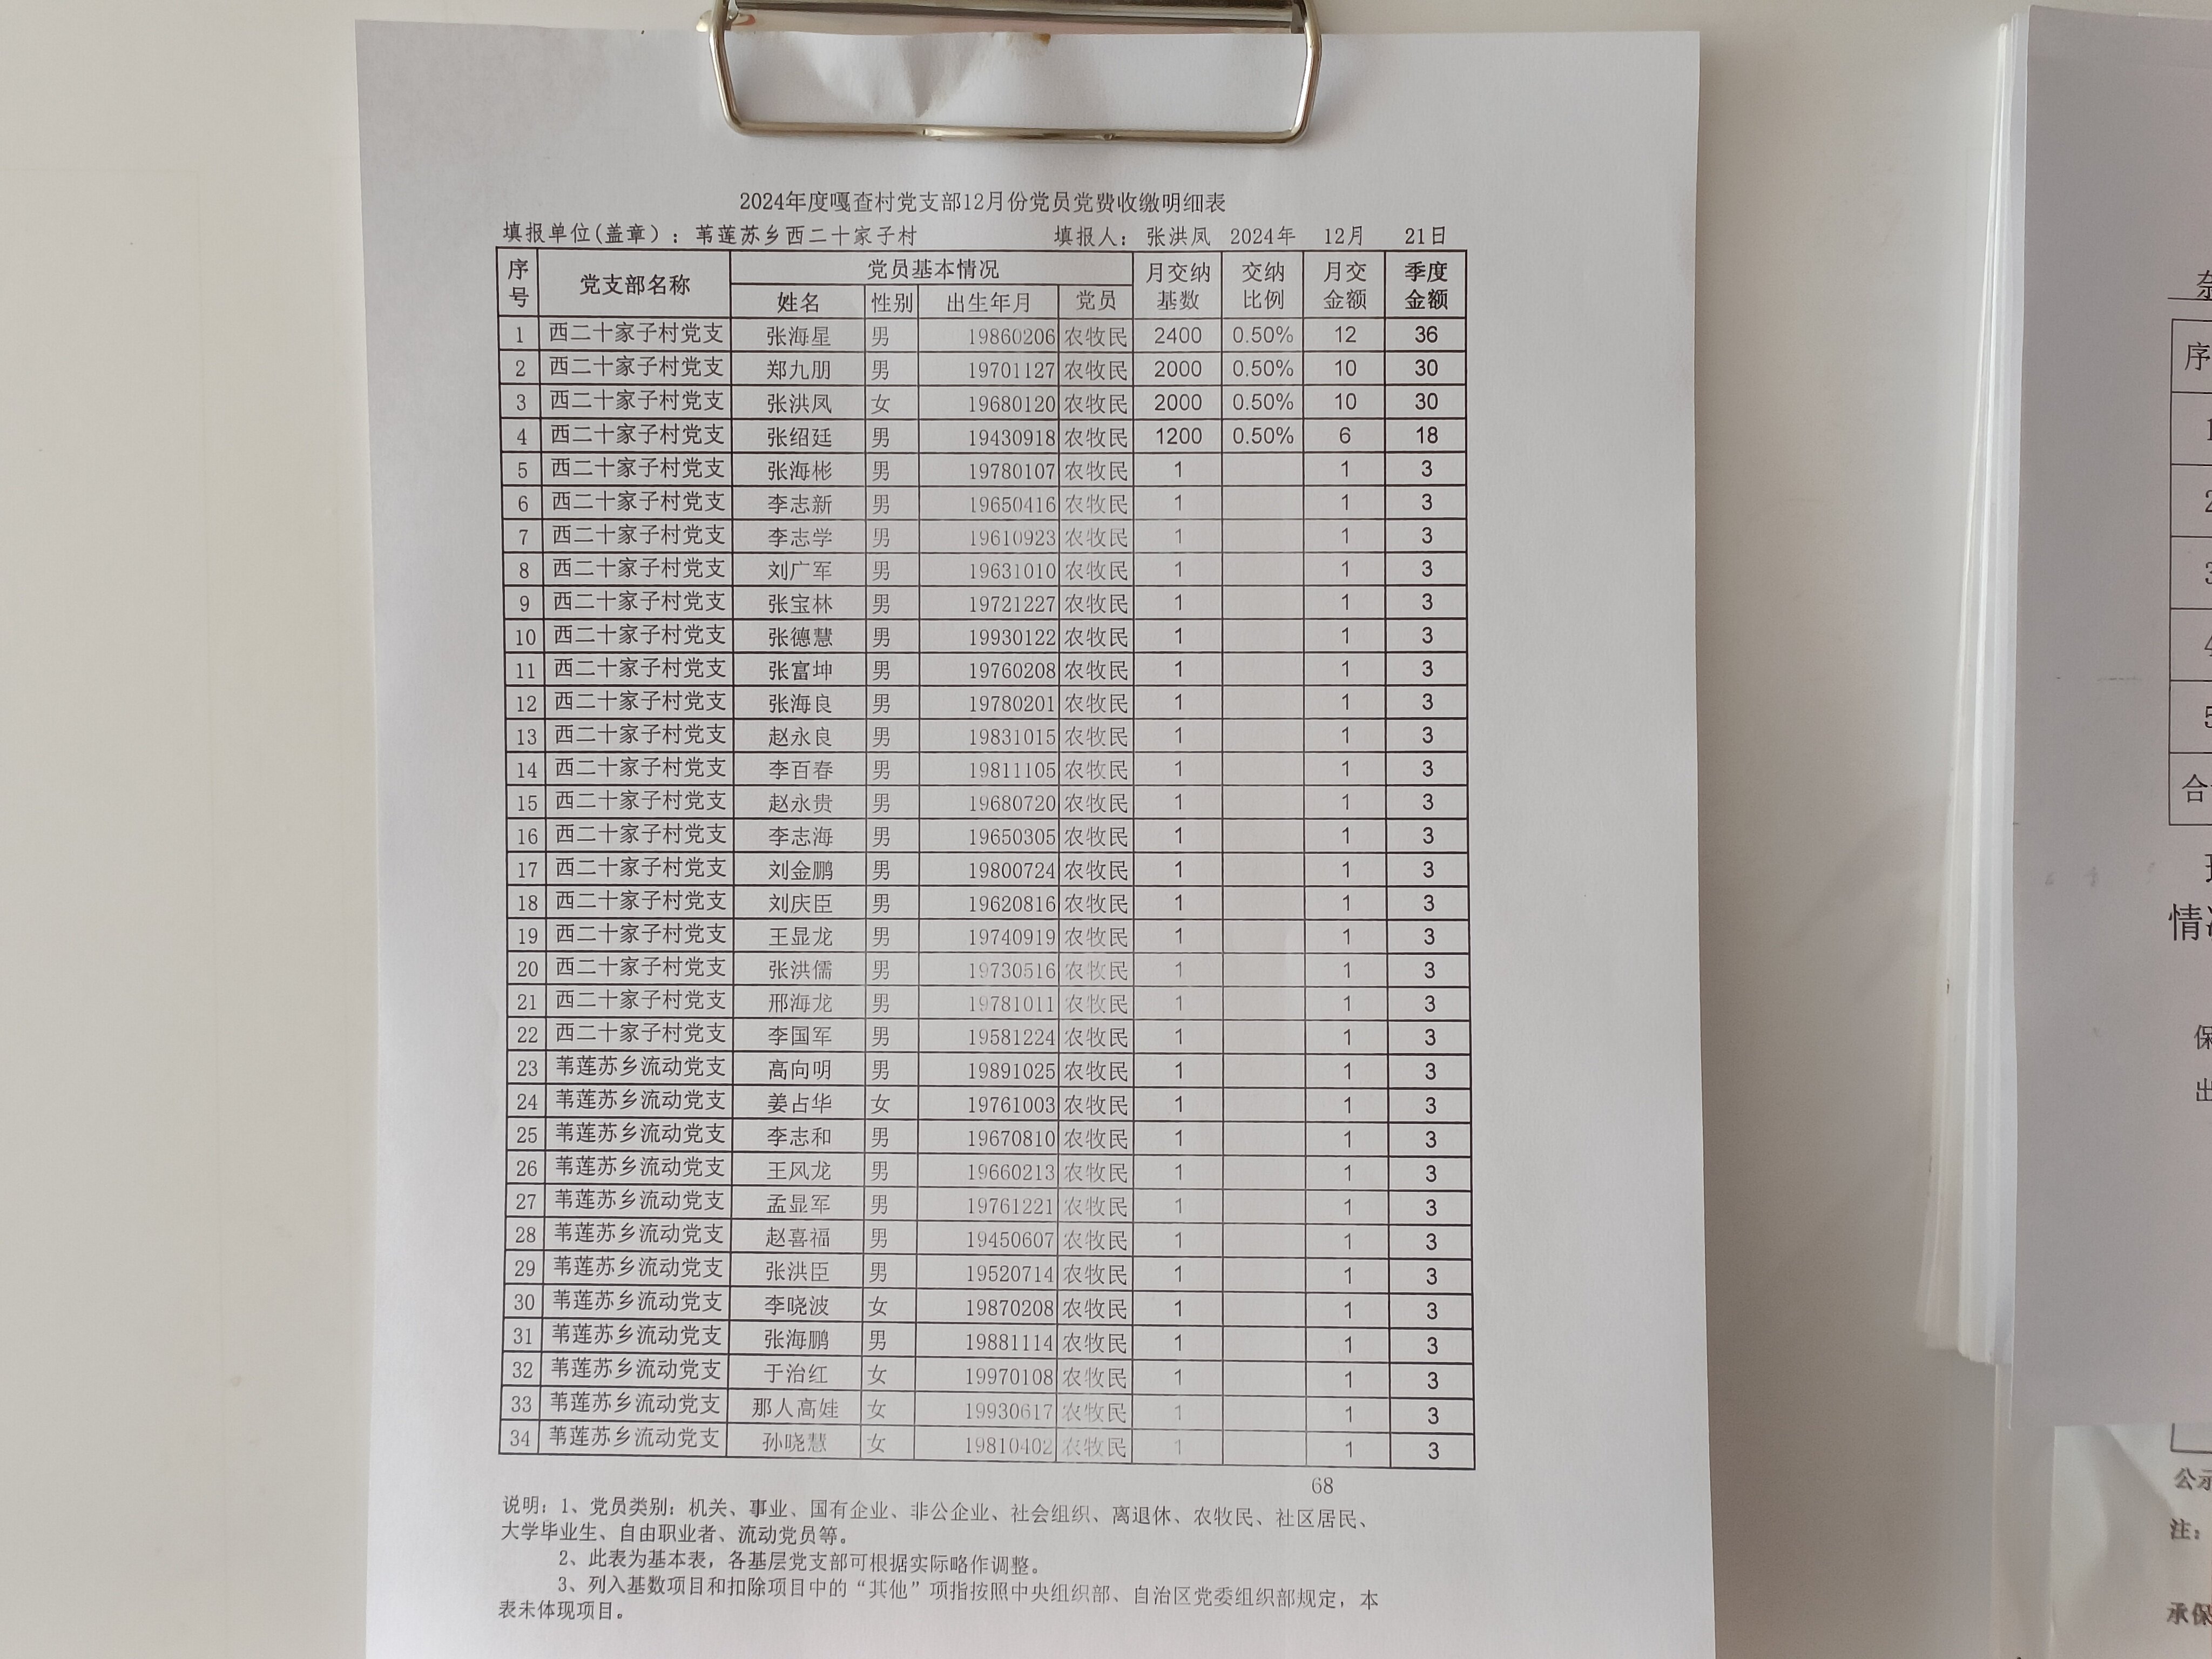 2024年度嘎查村党支部12月份党员党费收缴明细表
填报单位(盖章）：苇莲苏乡西二十家子村 填报人： 张洪凤 2024年 12月 21日
序号 党支部名称 党员基本情况 月交纳基数 交纳比例 月交金额 季度金额
姓名 性别 出生年月 党员
1 西二十家子村党支 张海星 男 19860206 农牧民 2400 0.50% 12 36
2 西二十家子村党支 郑九朋 男 19701127 农牧民 2000 0.50% 10 30
3 西二十家子村党支 张洪凤 女 19680120 农牧民 2000 0.50% 10 30
4 西二十家子村党支 张绍廷 男 19430918 农牧民 1200 0.50% 6 18
5 西二十家子村党支 张海彬 男 19780107 农牧民 1 1 3
6 西二十家子村党支 李志新 男 19650416 农牧民 1 1 3
7 西二十家子村党支 李志学 男 19610923 农牧民 1 1 3
8 西二十家子村党支 刘广军 男 19631010 农牧民 1 1 3
9 西二十家子村党支 张宝林 男 19721227 农牧民 1 1 3
10 西二十家子村党支 张德慧 男 19930122 农牧民 1 1 3
11 西二十家子村党支 张富坤 男 19760208 农牧民 1 1 3
12 西二十家子村党支 张海良 男 19780201 农牧民 1 1 3
13 西二十家子村党支 赵永良 男 19831015 农牧民 1 1 3
14 西二十家子村党支 李百春 男 19811105 农牧民 1 1 3
15 西二十家子村党支 赵永贵 男 19680720 农牧民 1 1 3
16 西二十家子村党支 李志海 男 19650305 农牧民 1 1 3
17 西二十家子村党支 刘金鹏 男 19800724 农牧民 1 1 3
18 西二十家子村党支 刘庆臣 男 19620816 农牧民 1 1 3
19 西二十家子村党支 王显龙 男 19740919 农牧民 1 1 3
20 西二十家子村党支 张洪儒 男 19730516 农牧民 1 1 3
21 西二十家子村党支 邢海龙 男 19781011 农牧民 1 1 3
22 西二十家子村党支 李国军 男 19581224 农牧民 1 1 3
23 苇莲苏乡流动党支 高向明 男 19891025 农牧民 1 1 3
24 苇莲苏乡流动党支 姜占华 女 19761003 农牧民 1 1 3
25 苇莲苏乡流动党支 李志和 男 19670810 农牧民 1 1 3
26 苇莲苏乡流动党支 王风龙 男 19660213 农牧民 1 1 3
27 苇莲苏乡流动党支 孟显军 男 19761221 农牧民 1 1 3
28 苇莲苏乡流动党支 赵喜福 男 19450607 农牧民 1 1 3
29 苇莲苏乡流动党支 张洪臣 男 19520714 农牧民 1 1 3
30 苇莲苏乡流动党支 李晓波 女 19870208 农牧民 1 1 3
31 苇莲苏乡流动党支 张海鹏 男 19881114 农牧民 1 1 3
32 苇莲苏乡流动党支 于治红 女 19970108 农牧民 1 1 3
33 苇莲苏乡流动党支 那人高娃 女 19930617 农牧民 1 1 3
34 苇莲苏乡流动党支 孙晓慧 女 19810402 农牧民 1 1 3
68
说明：1、党员类别：机关、事业、国有企业、非公企业、社会组织、离退休、农牧民、社区居民、
大学毕业生、自由职业者、流动党员等。
2、此表为基本表，各基层党支部可根据实际略作调整。
3、列入基数项目和扣除项目中的“其他”项指按照中央组织部、自治区党委组织部规定，本
表未体现项目。
序
1
2
3
4
5
合
情
保
出
公示
注：
承保